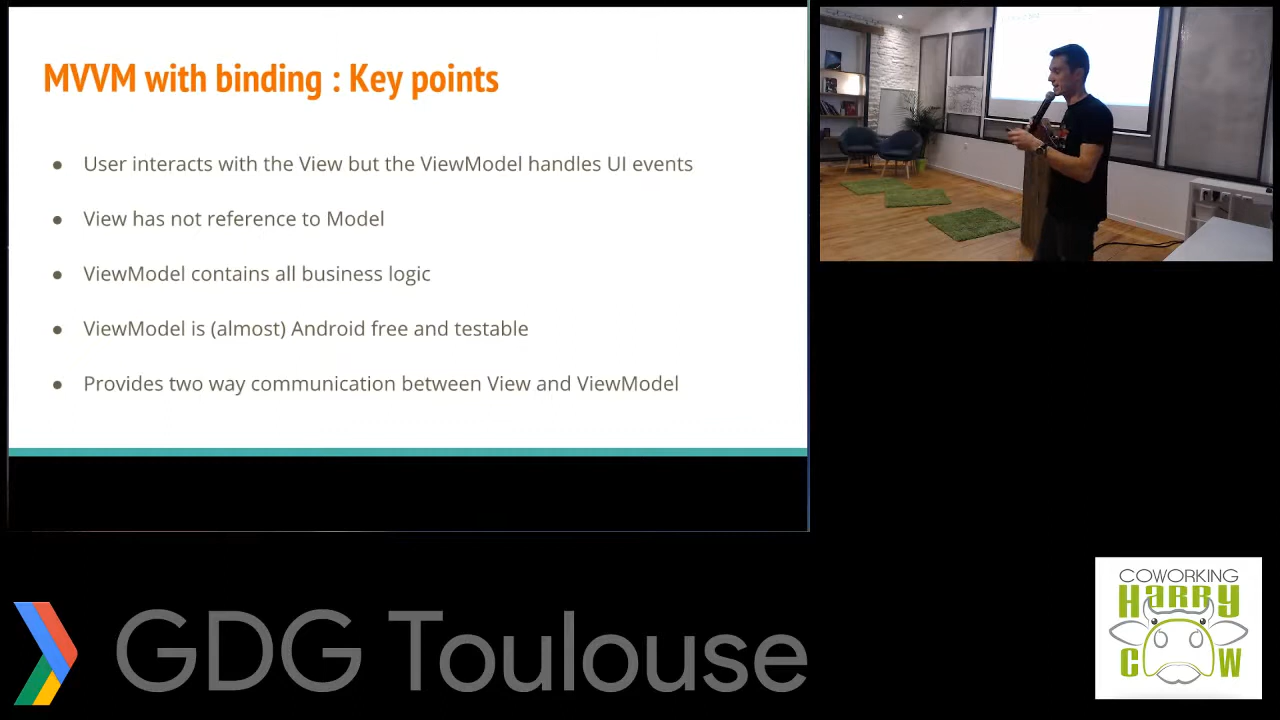 MVVM with binding : Key points
● User interacts with the View but the ViewModel handles UI events
● View has not reference to Model
● ViewModel contains all business logic
● ViewModel is (almost) Android free and testable
● Provides two way communication between View and ViewModel
GDG Toulouse
COWORKING
HARRY
COW